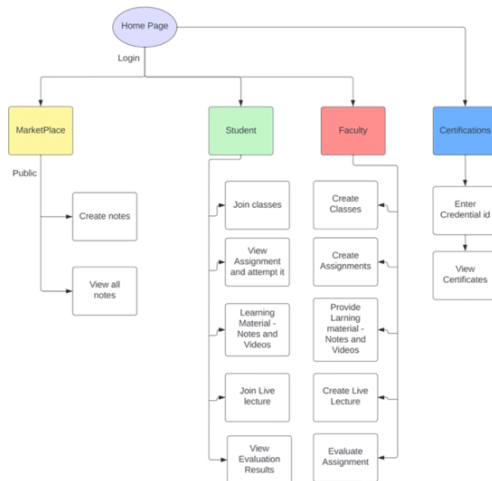 Home Page
Login
MarketPlace
Student
Faculty
Certifications
Public
Create notes
View all
notes
Join classes
View
Assignment
and attempt it
Learning
Material -
Notes and
Videos
Join Live
lecture
View
Evaluation
Results
Create
Classes
Create
Assignments
Provide
Larning
material -
Notes and
Videos
Create Live
Lecture
Evaluate
Assignment
Enter
Credential id
View
Certificates